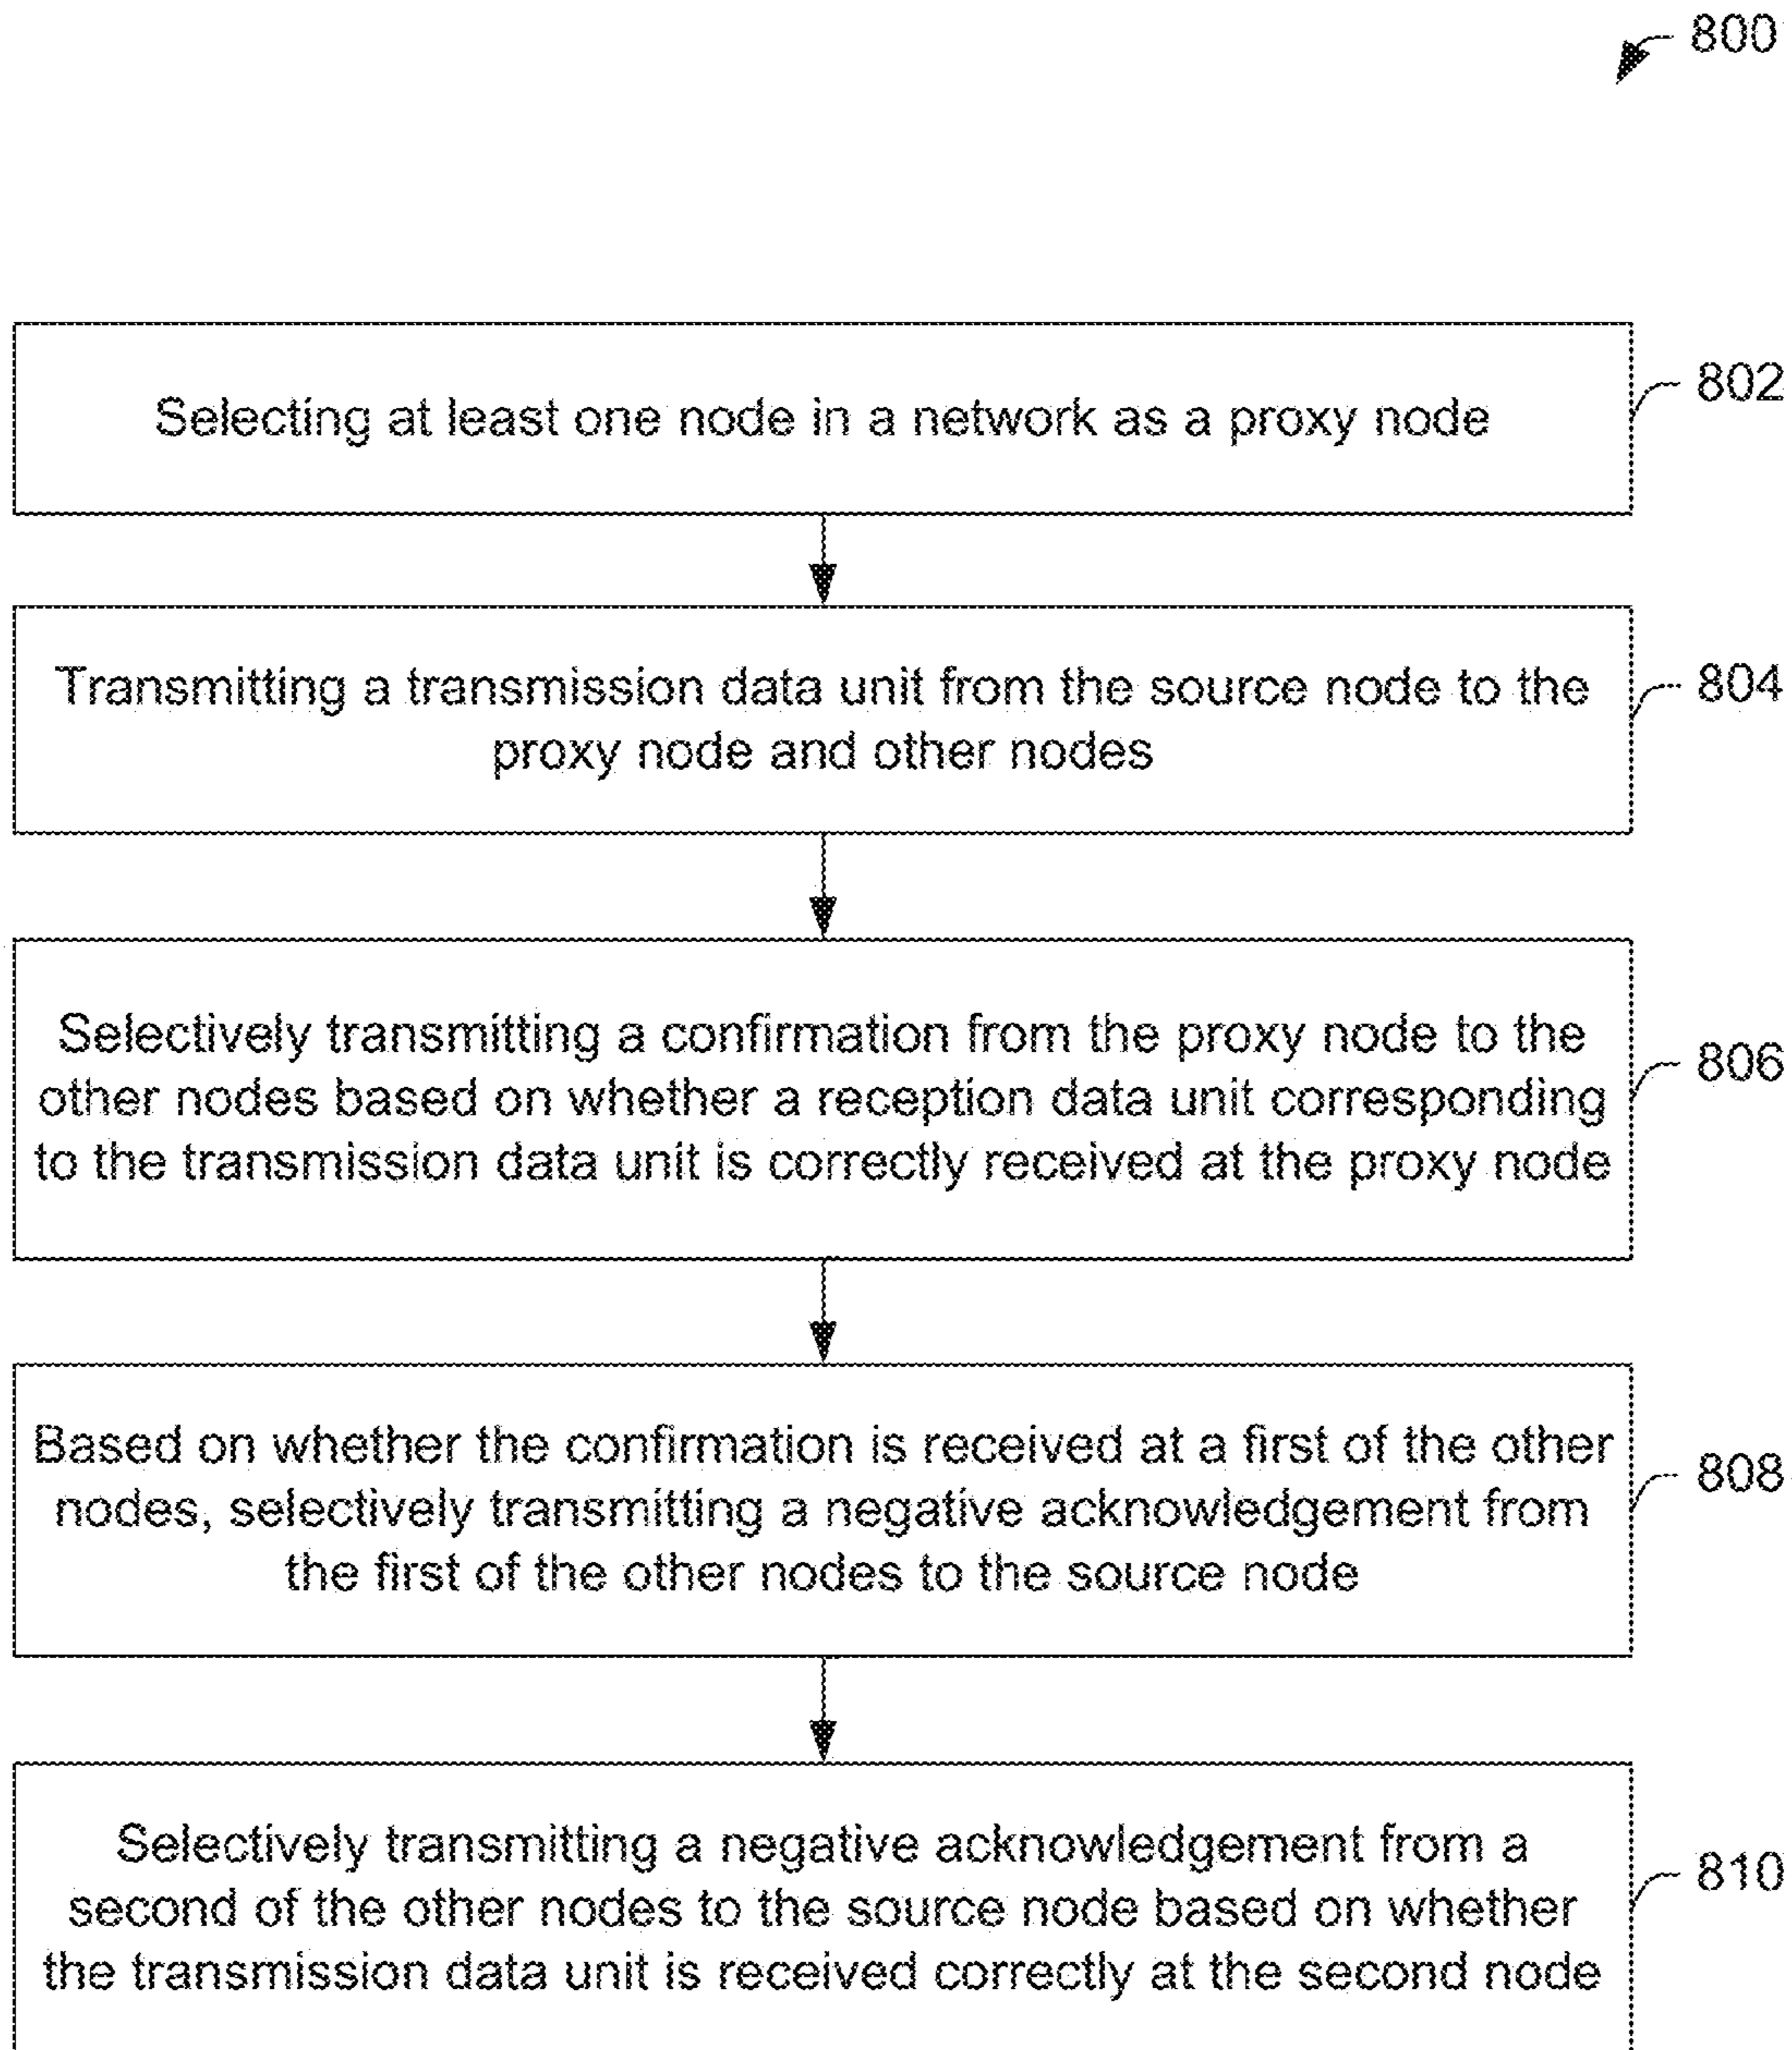 800
Selecting at least one node in a network as a proxy node
802
Transmitting a transmission data unit from the source node to the
proxy node and other nodes
804
Selectively transmitting a confirmation from the proxy node to the
other nodes based on whether a reception data unit corresponding
to the transmission data unit is correctly received at the proxy node
806
Based on whether the confirmation is received at a first of the other
nodes, selectively transmitting a negative acknowledgement from
the first of the other nodes to the source node
808
Selectively transmitting a negative acknowledgement from a
second of the other nodes to the source node based on whether
the transmission data unit is received correctly at the second node
810